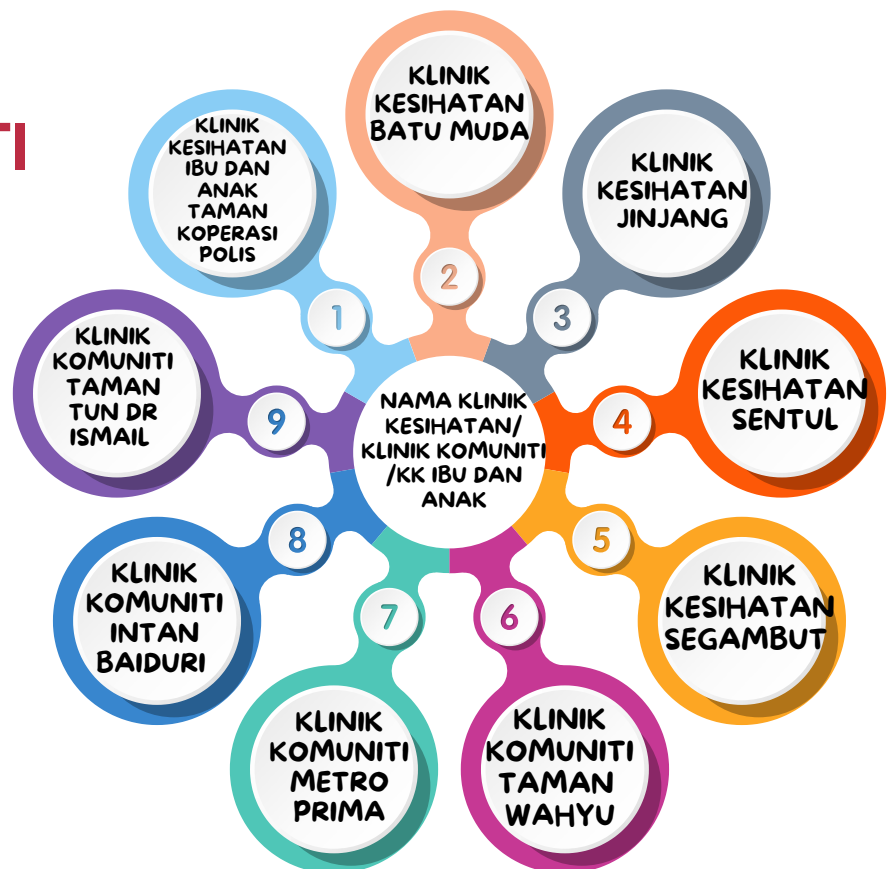 TI
KLINIK
KESIHATAN
IBU DAN
ANAK
TAMAN
KOPERASI
POLIS
1
KLINIK
KESIHATAN
BATU MUDA
2
KLINIK
KESIHATAN
JINJANG
3
KLINIK
KESIHATAN
SENTUL
4
KLINIK
KESIHATAN
SEGAMBUT
5
KLINIK
KOMUNITI
TAMAN
WAHYU
6
KLINIK
KOMUNITI
METRO
PRIMA
7
KLINIK
KOMUNITI
INTAN
BAIDURI
8
KLINIK
KOMUNITI
TAMAN
TUN DR
ISMAIL
9
NAMA KLINIK
KESIHATAN/
KLINIK KOMUNITI
/KK IBU DAN
ANAK